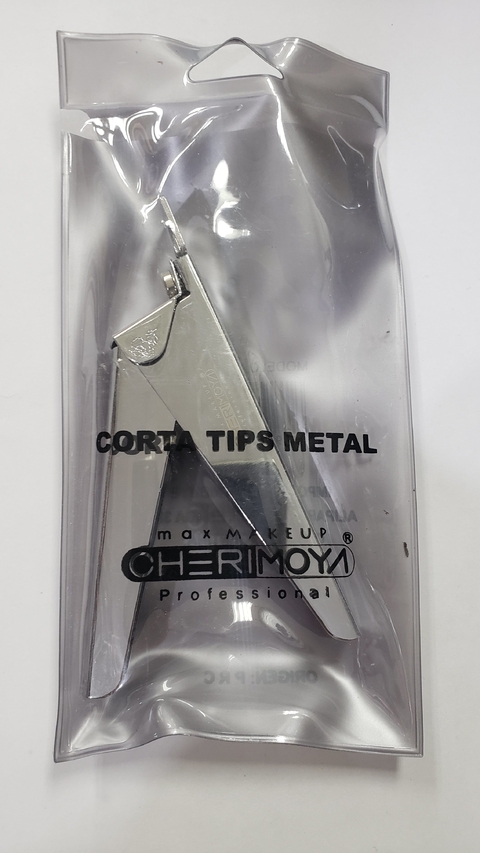 CORTA TIPS METAL
max MAKEUP
CHERIMOYA®
Professional
ORIGEN: P R C